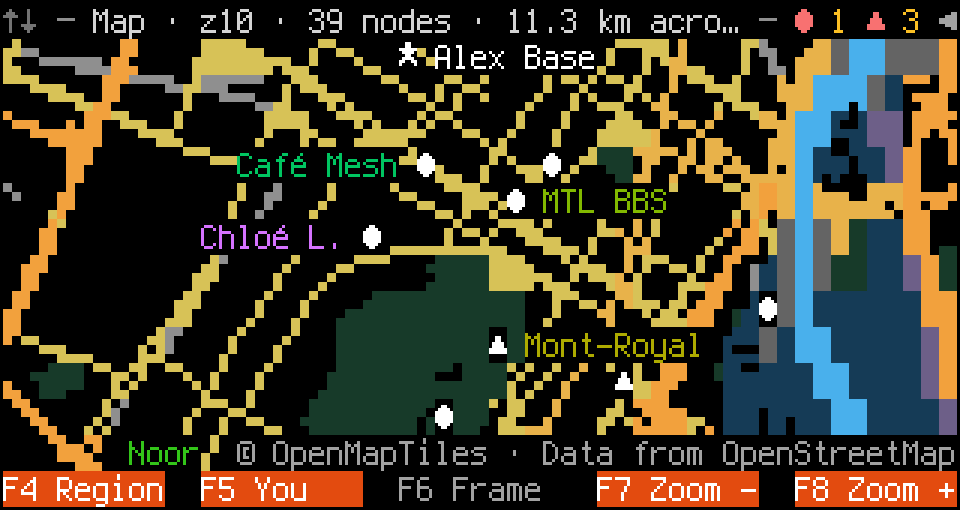 ↑↓ — Map · z10 · 39 nodes · 11.3 km acro… — 1 3
Alex Base
Café Mesh
MTL BBS
Chloé L.
Mont-Royal
Noor © OpenMapTiles · Data from OpenStreetMap
F4 Region F5 You F6 Frame F7 Zoom - F8 Zoom +